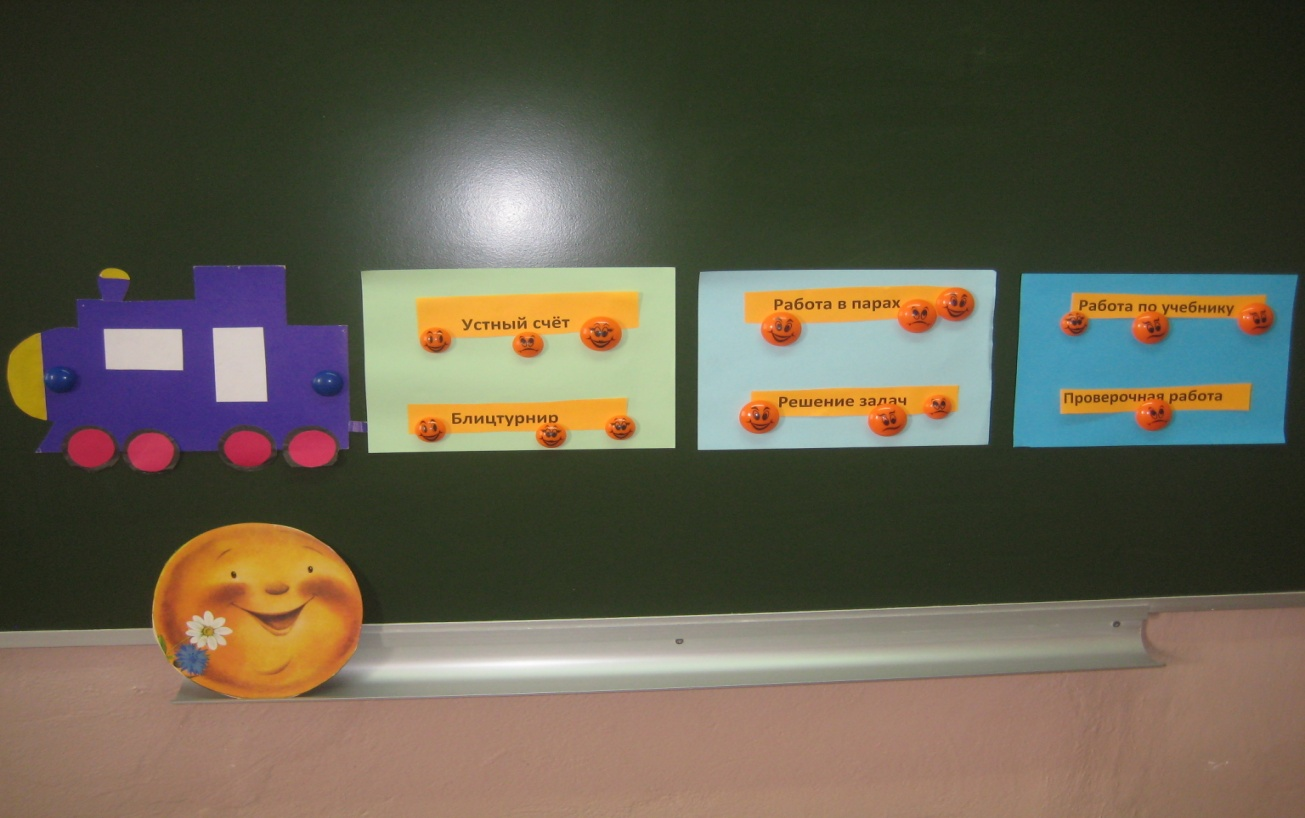 Устный счёт
Блицтурнир
Работа в парах
Решение задач
Работа по учебнику
Проверочная работа